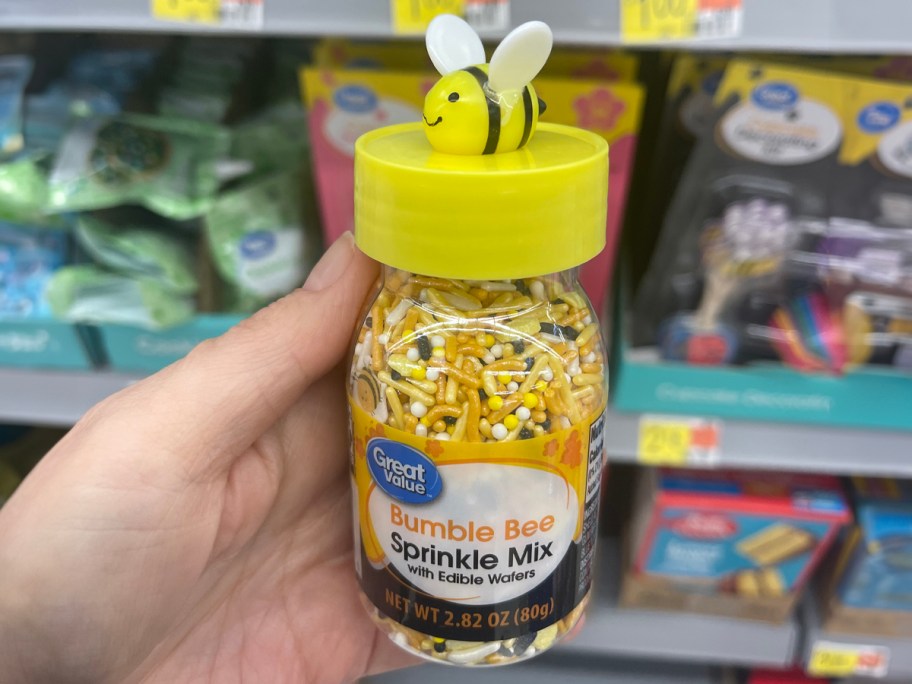 Great
Value
Bumble Bee
Sprinkle Mix
with Edible Wafers
NET WT 2.82 OZ (80g)